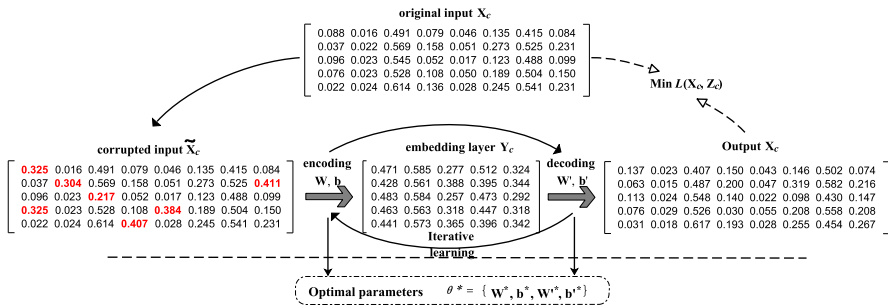 original input X_c
0.088 0.016 0.491 0.079 0.046 0.135 0.415 0.084
0.037 0.022 0.569 0.158 0.051 0.273 0.525 0.231
0.096 0.023 0.545 0.052 0.017 0.123 0.488 0.099
0.076 0.023 0.528 0.108 0.050 0.189 0.504 0.150
0.022 0.024 0.614 0.136 0.028 0.245 0.541 0.231
Min L(X_c, Z_c)
corrupted input X̃_c
0.325 0.016 0.491 0.079 0.046 0.135 0.415 0.084
0.037 0.304 0.569 0.158 0.051 0.273 0.525 0.411
0.096 0.023 0.217 0.052 0.017 0.123 0.488 0.099
0.325 0.023 0.528 0.108 0.384 0.189 0.504 0.150
0.022 0.024 0.614 0.407 0.028 0.245 0.541 0.231
encoding
W, b
embedding layer Y_c
0.471 0.585 0.277 0.512 0.324
0.428 0.561 0.388 0.395 0.344
0.483 0.584 0.257 0.473 0.292
0.463 0.563 0.318 0.447 0.318
0.441 0.573 0.365 0.396 0.342
decoding
W', b'
Output X_c
0.137 0.023 0.407 0.150 0.043 0.146 0.502 0.074
0.063 0.015 0.487 0.200 0.047 0.319 0.582 0.216
0.113 0.024 0.548 0.140 0.022 0.098 0.430 0.147
0.076 0.029 0.526 0.030 0.055 0.208 0.558 0.208
0.031 0.018 0.617 0.193 0.028 0.255 0.454 0.267
Iterative
learning
Optimal parameters θ* = { W*, b*, W'*, b'* }